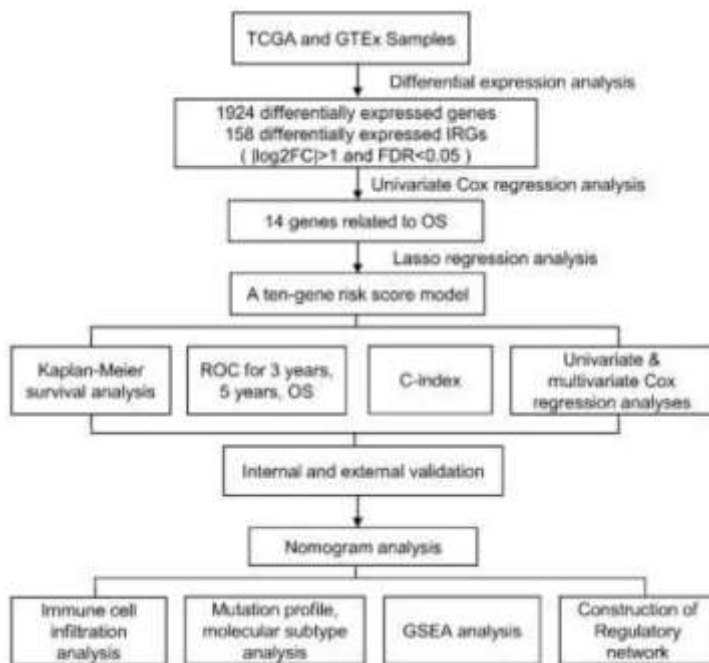 TCGA and GTEx Samples
Differential expression analysis
1924 differentially expressed genes
158 differentially expressed IRGs
( |log2FC|>1 and FDR<0.05 )
Univariate Cox regression analysis
14 genes related to OS
Lasso regression analysis
A ten-gene risk score model
Kaplan-Meier
survival analysis
ROC for 3 years,
5 years, OS
C-index
Univariate &
multivariate Cox
regression analyses
Internal and external validation
Nomogram analysis
Immune cell
infiltration
analysis
Mutation profile,
molecular subtype
analysis
GSEA analysis
Construction of
Regulatory
network